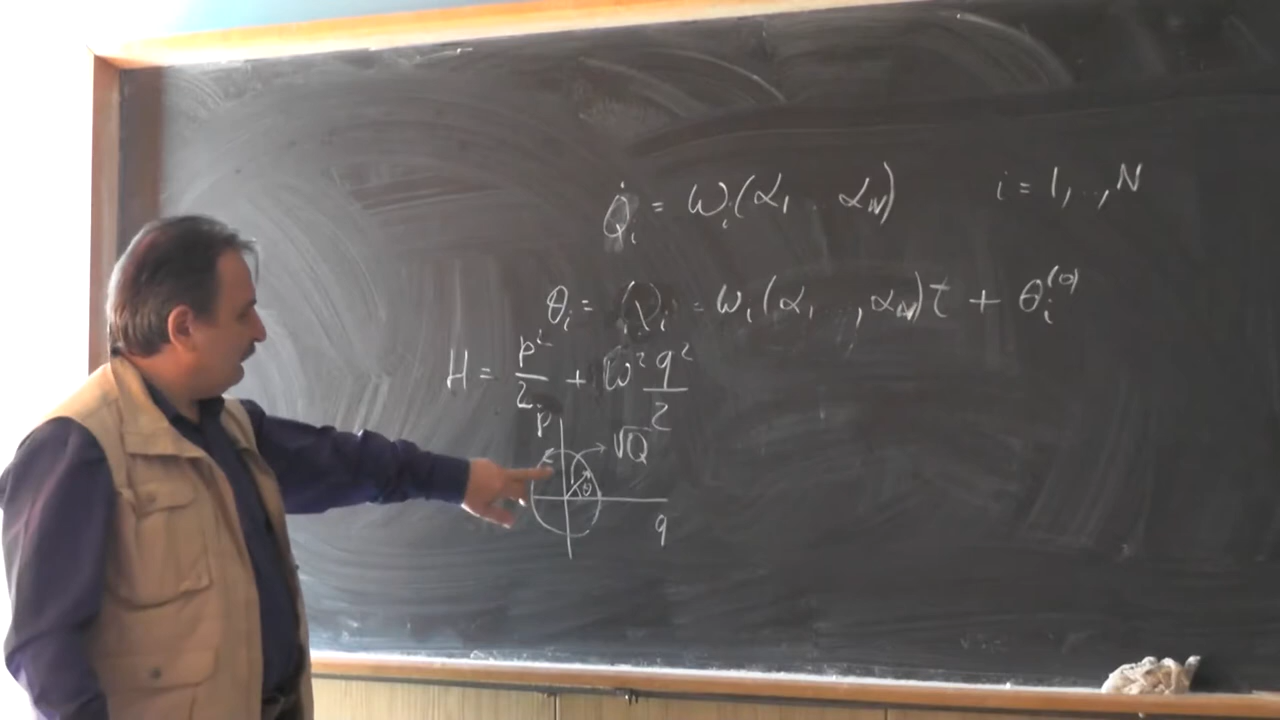 Q̇ᵢ = ωᵢ(α₁ .. α_N) i = 1, .., N
θᵢ = Qᵢ = ωᵢ(α₁ .. , α_N)t + θᵢ⁽⁰⁾
H = p²/2 + ω² q²/2
p
√Q
θ
q